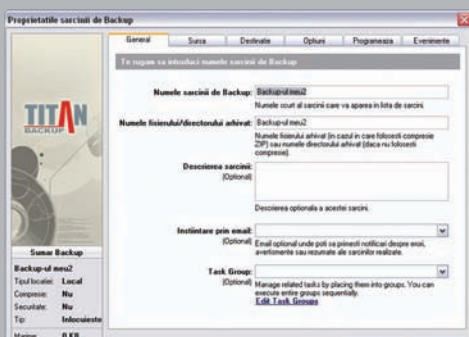 Proprietatile sarcinii de Backup
General Sursa Destinatie Optiuni Programeaza Evenimente
Te rugam sa introduci numele sarcinii de Backup
TITAN
BACKUP
Numele sarcinii de Backup: Backup-ul meu2
Numele scurt al sarcinii care va aparea in lista de sarcini.
Numele fisierului/directorului arhivat: Backup-ul meu2
Numele fisierului arhivat (in cazul in care folosesti compresie
ZIP) sau numele directorului arhivat (daca nu folosesti
compresie).
Descrierea sarcinii:
(Optional)
Descrierea optionala a acestei sarcini.
Instiintare prin email:
(Optional) Email optional unde poti sa primesti notificari despre erori,
avertismente sau rezumate ale sarcinilor realizate.
Task Group:
(Optional) Manage related tasks by placing them into groups. You can
execute entire groups sequentially.
Edit Task Groups
Sumar Backup
Backup-ul meu2
Tipul locatiei: Local
Compresie: Nu
Securitate: Nu
Tip: Inlocuieste
Marime: 0 KB